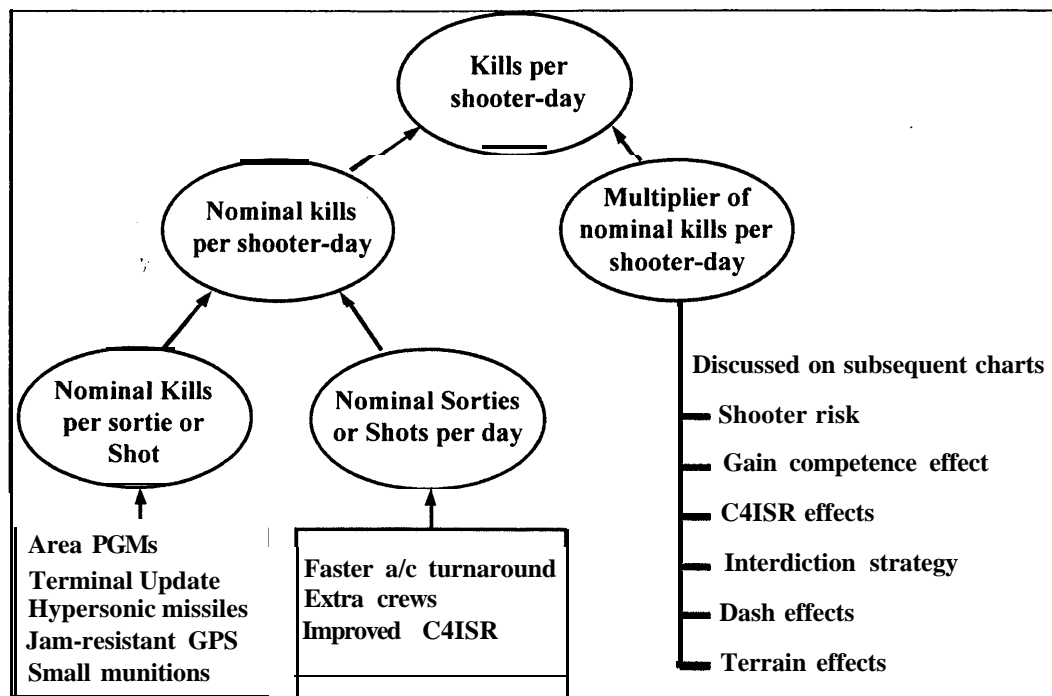 Kills per
shooter-day
Nominal kills
per shooter-day
Multiplier of
nominal kills per
shooter-day
Nominal Kills
per sortie or
Shot
Nominal Sorties
or Shots per day
Discussed on subsequent charts
Shooter risk
Gain competence effect
C4ISR effects
Interdiction strategy
Dash effects
Terrain effects
Area PGMs
Terminal Update
Hypersonic missiles
Jam-resistant GPS
Small munitions
Faster a/c turnaround
Extra crews
Improved C4ISR